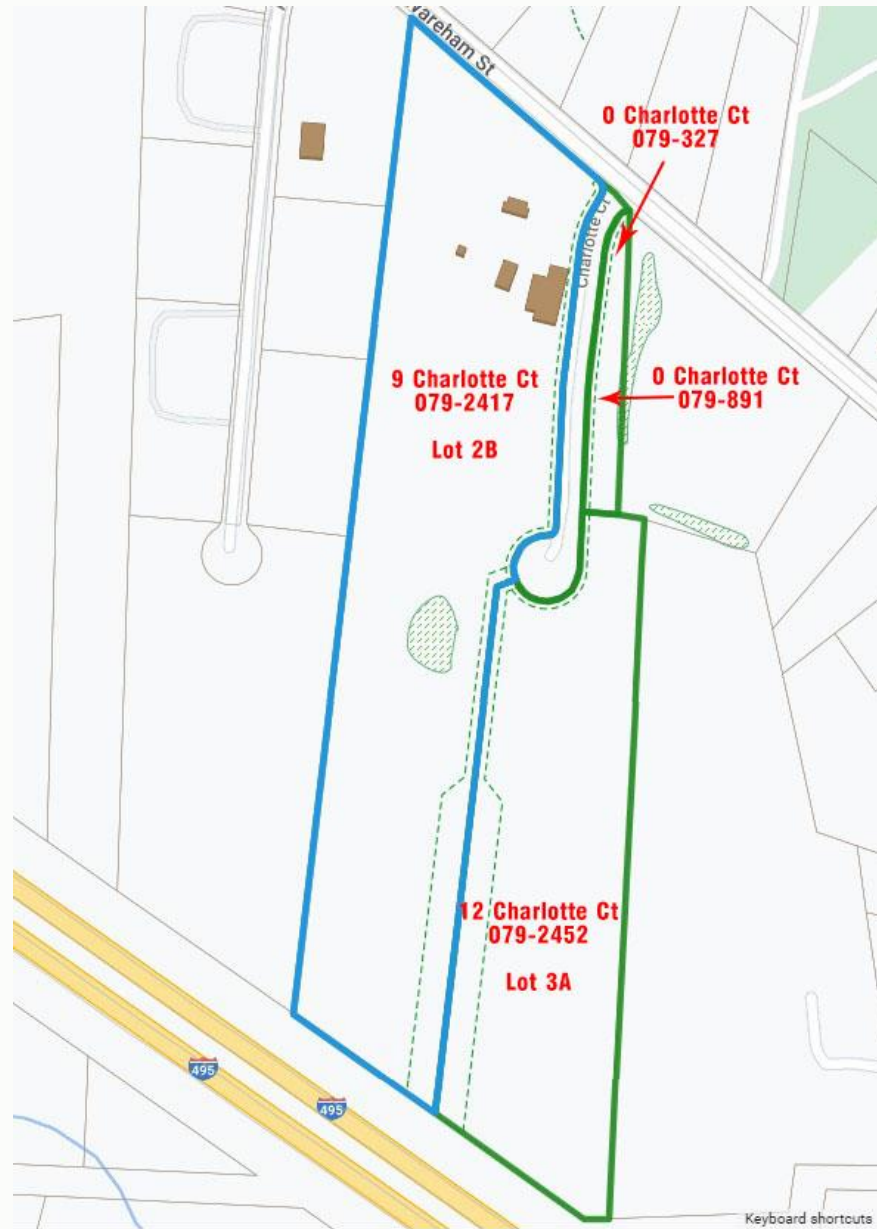 Wareham St
0 Charlotte Ct
079-327
Charlotte Ct
9 Charlotte Ct
079-2417
Lot 2B
0 Charlotte Ct
079-891
12 Charlotte Ct
079-2452
Lot 3A
495
495
Keyboard shortcuts